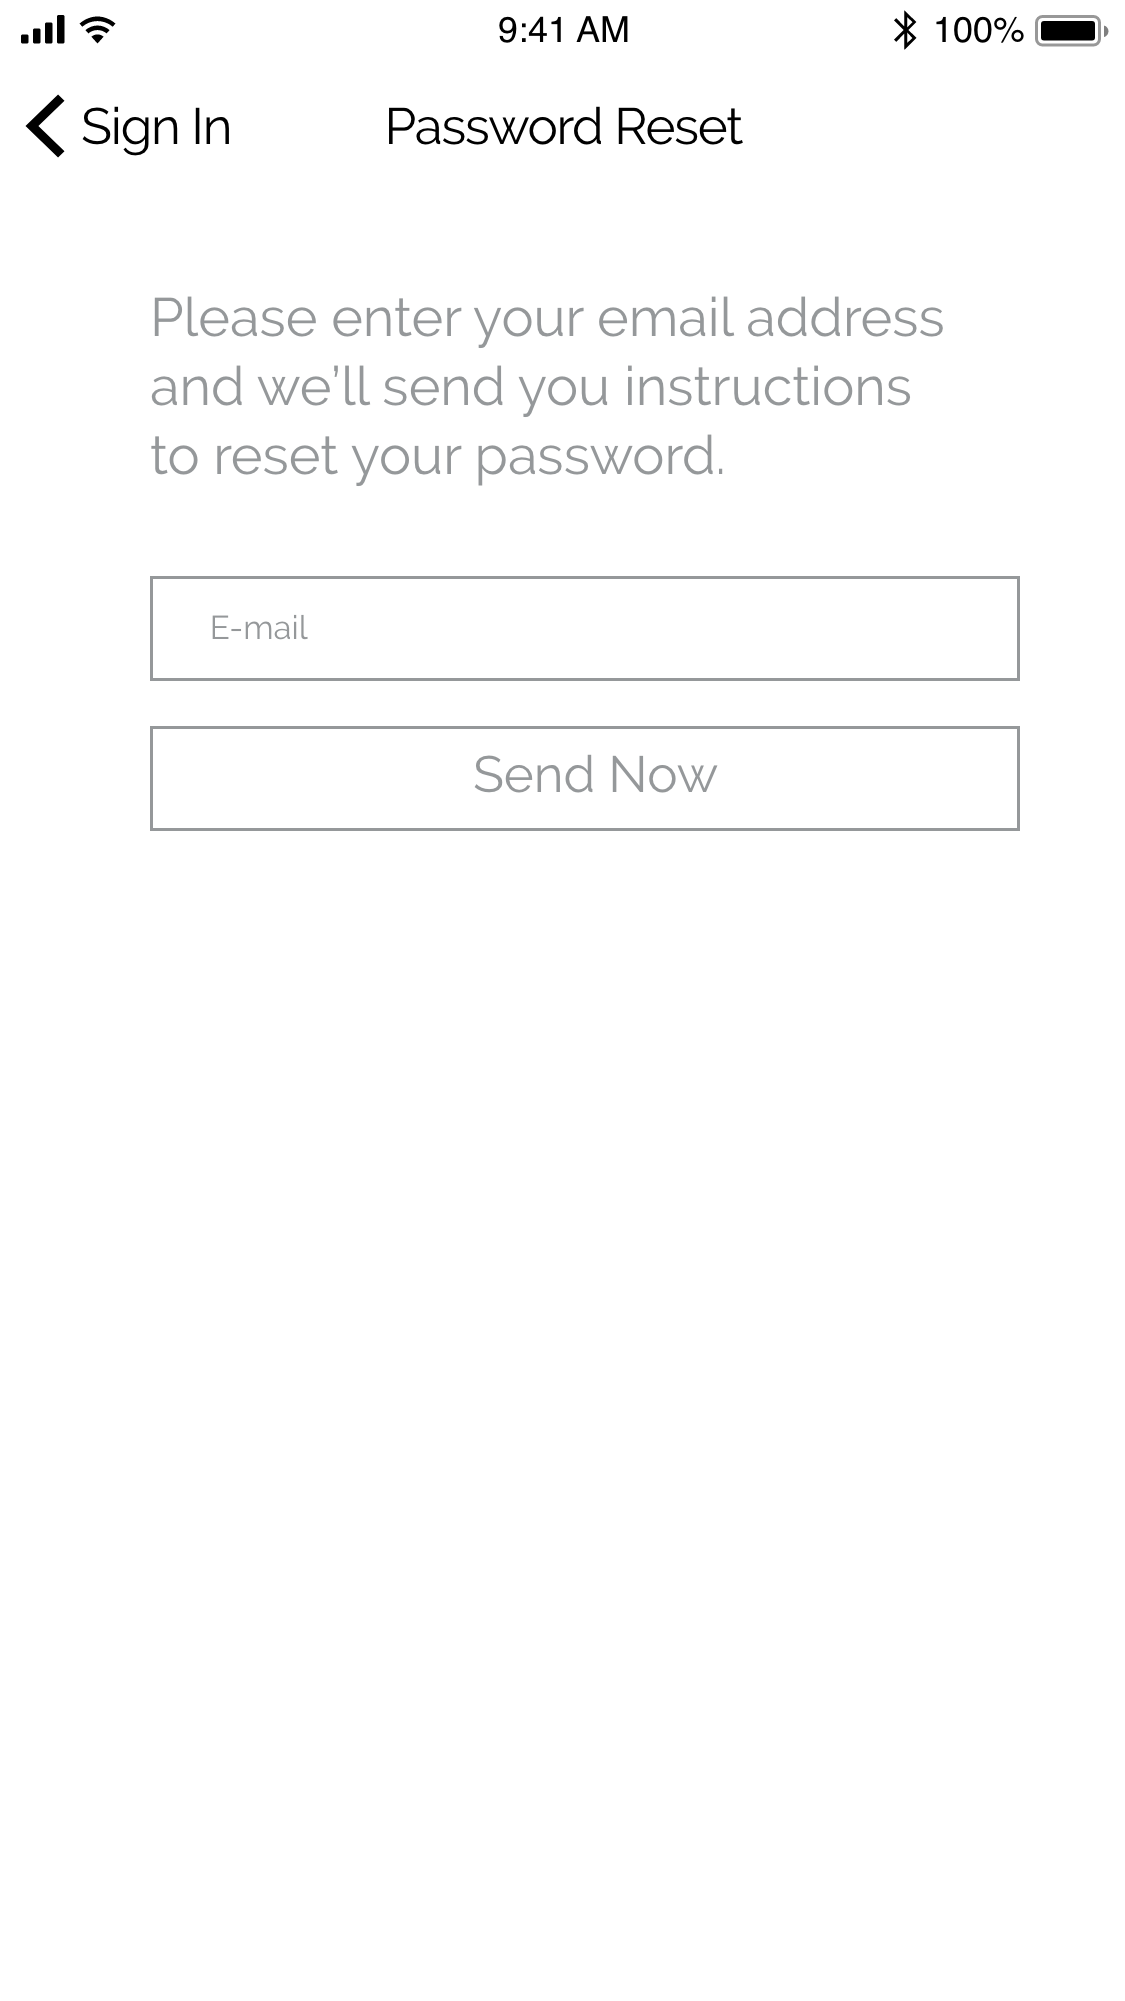 9:41 AM
100%
Sign In
Password Reset
Please enter your email address
and we’ll send you instructions
to reset your password.
E-mail
Send Now